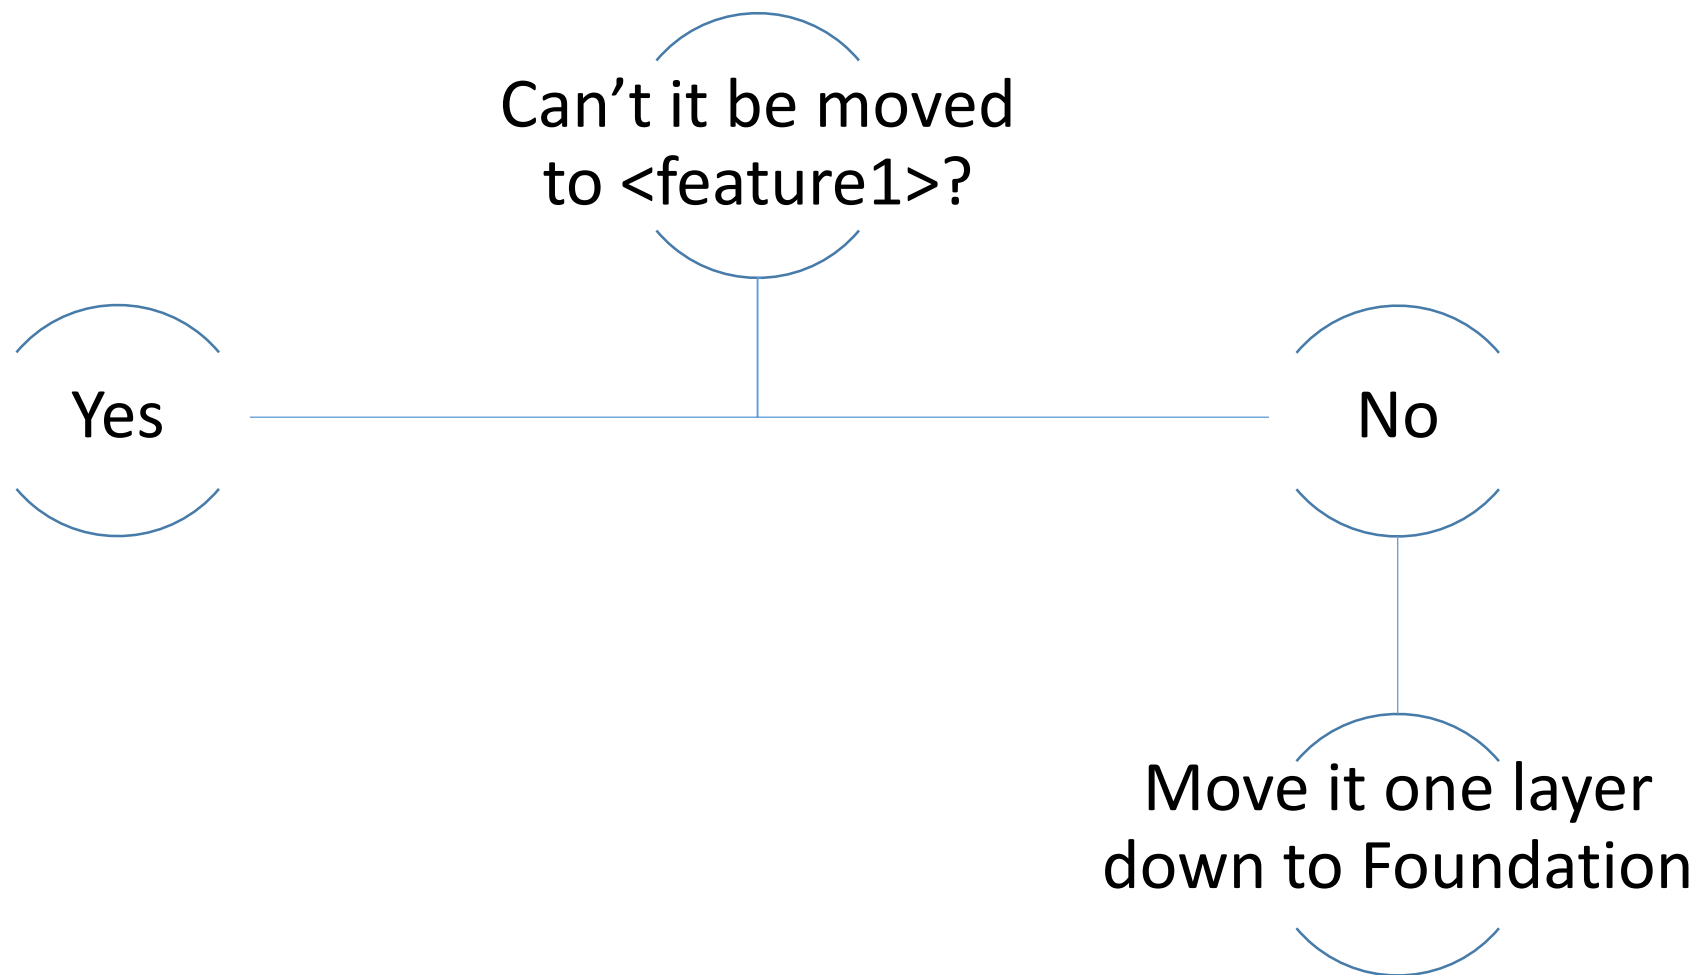 Can’t it be moved
to <feature1>?
Yes
No
Move it one layer
down to Foundation